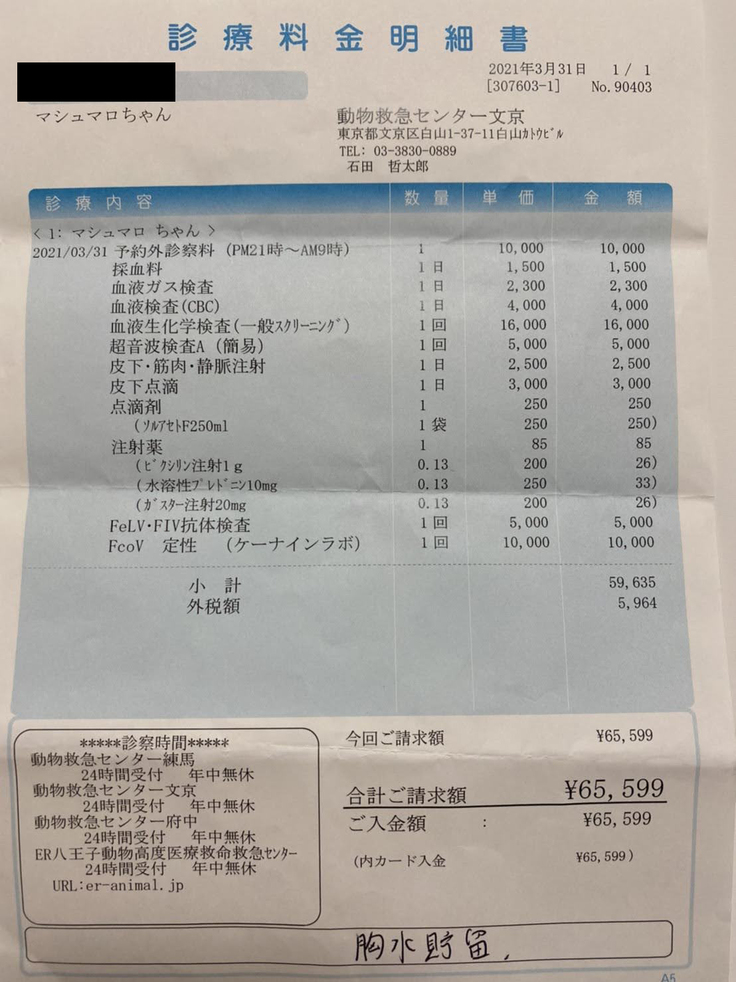 診療料金明細書
2021年3月31日 1 / 1
[307603-1] No.90403
マシュマロちゃん
動物救急センター文京
東京都文京区白山1-37-11白山ｶﾄｳﾋﾞﾙ
TEL: 03-3830-0889
石田 哲太郎
診療内容 数量 単価 金額
< 1: マシュマロ ちゃん >
2021/03/31 予約外診察料 (PM21時～AM9時) 1 10,000 10,000
採血料 1 日 1,500 1,500
血液ガス検査 1 日 2,300 2,300
血液検査(CBC) 1 日 4,000 4,000
血液生化学検査(一般ｽｸﾘｰﾆﾝｸﾞ) 1 回 16,000 16,000
超音波検査A (簡易) 1 回 5,000 5,000
皮下・筋肉・静脈注射 1 日 2,500 2,500
皮下点滴 1 日 3,000 3,000
点滴剤 1 250 250
(ｿﾙｱｾﾄF250ml 1 袋 250 250)
注射薬 1 85 85
(ﾋﾞｸｼﾘﾝ注射1ｇ 0.13 200 26)
(水溶性ﾌﾟﾚﾄﾞﾆﾝ10mg 0.13 250 33)
(ｶﾞｽﾀｰ注射20mg 0.13 200 26)
FeLV・FIV抗体検査 1 回 5,000 5,000
FcoV 定性 (ケーナインラボ) 1 回 10,000 10,000
小計 59,635
外税額 5,964
*****診察時間*****
動物救急センター練馬
24時間受付 年中無休
動物救急センター文京
24時間受付 年中無休
動物救急センター府中
24時間受付 年中無休
ER八王子動物高度医療救命救急ｾﾝﾀｰ
24時間受付 年中無休
URL:er-animal.jp
今回ご請求額 ¥65,599
合計ご請求額 ¥65,599
ご入金額 : ¥65,599
(内カード入金 ¥65,599)
胸水貯留.
A5